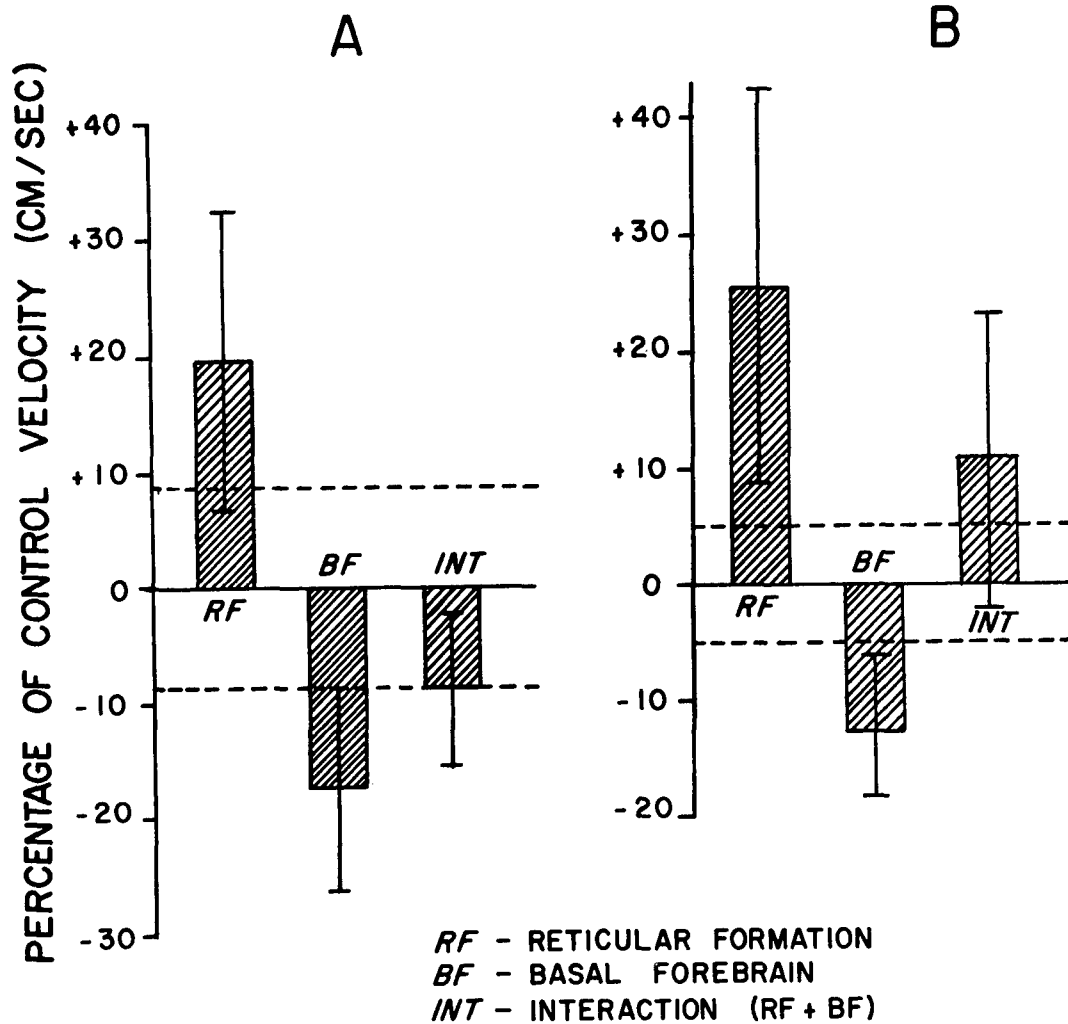 A
B
PERCENTAGE OF CONTROL VELOCITY (CM/SEC)
+40
+30
+20
+10
0
-10
-20
-30
RF
BF
INT
+40
+30
+20
+10
0
-10
-20
RF
BF
INT
RF - RETICULAR FORMATION
BF - BASAL FOREBRAIN
INT - INTERACTION (RF + BF)